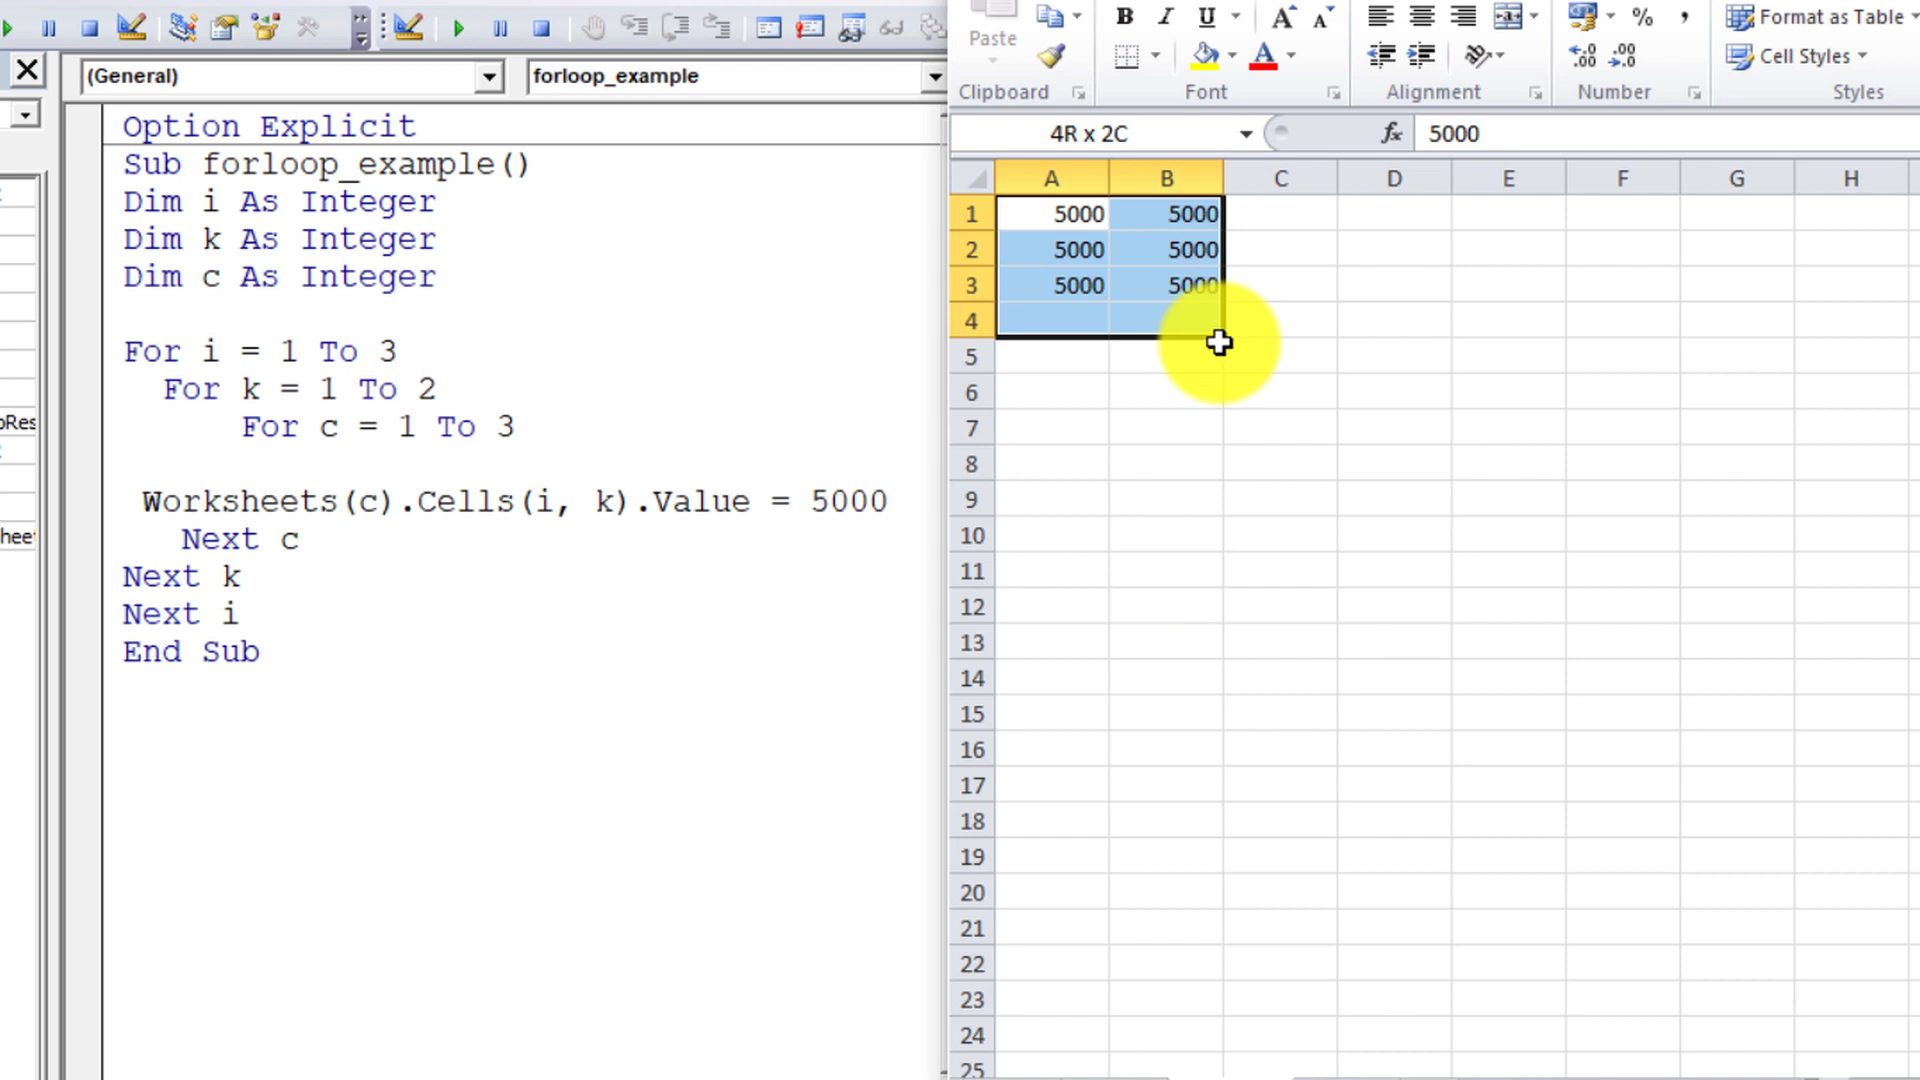 (General)
forloop_example
Option Explicit
Sub forloop_example()
Dim i As Integer
Dim k As Integer
Dim c As Integer
For i = 1 To 3
For k = 1 To 2
For c = 1 To 3
Worksheets(c).Cells(i, k).Value = 5000
Next c
Next k
Next i
End Sub
Paste
B I U A A
% ,
Format as Table
Cell Styles
Clipboard Font Alignment Number Styles
4R x 2C fx 5000
A B C D E F G H
1 5000 5000
2 5000 5000
3 5000 5000
4
5
6
7
8
9
10
11
12
13
14
15
16
17
18
19
20
21
22
23
24
25